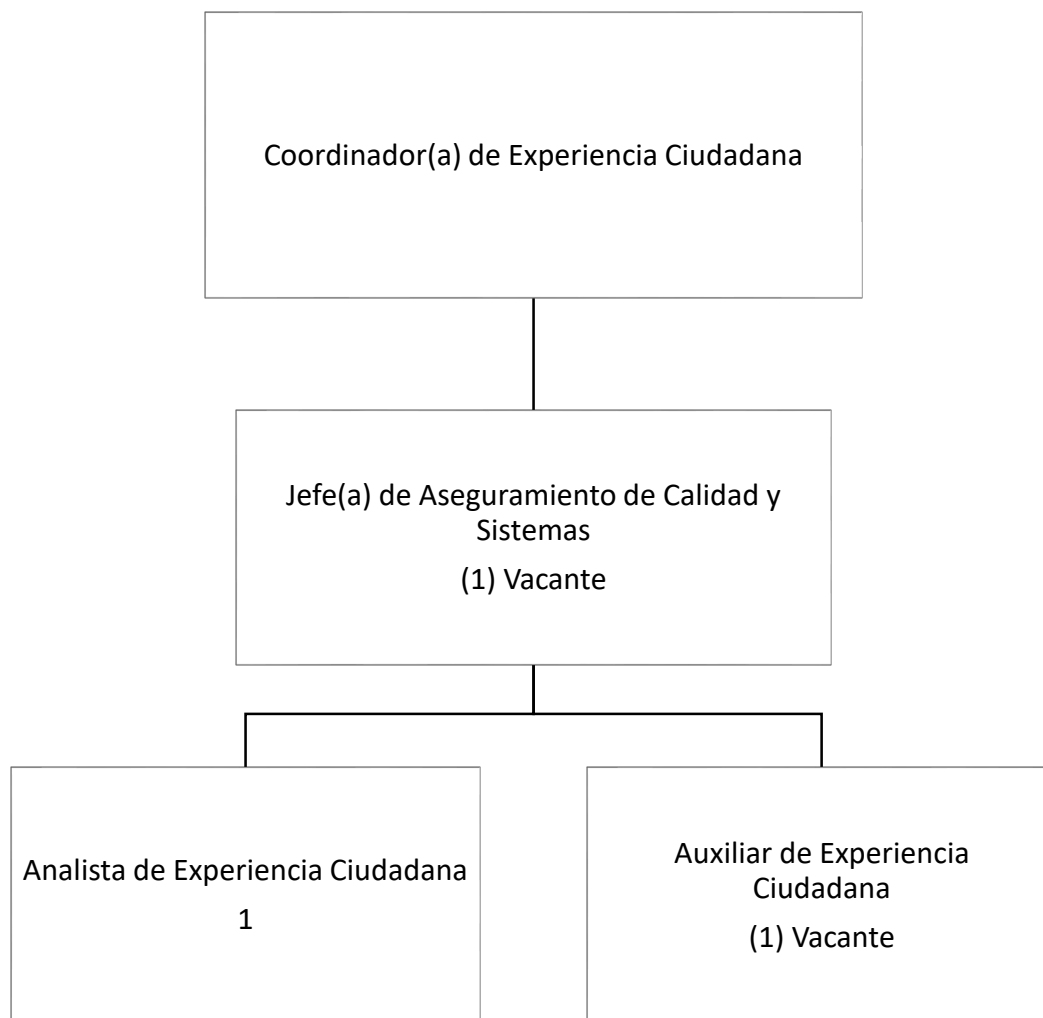 Coordinador(a) de Experiencia Ciudadana
Jefe(a) de Aseguramiento de Calidad y
Sistemas
(1) Vacante
Analista de Experiencia Ciudadana
1
Auxiliar de Experiencia
Ciudadana
(1) Vacante